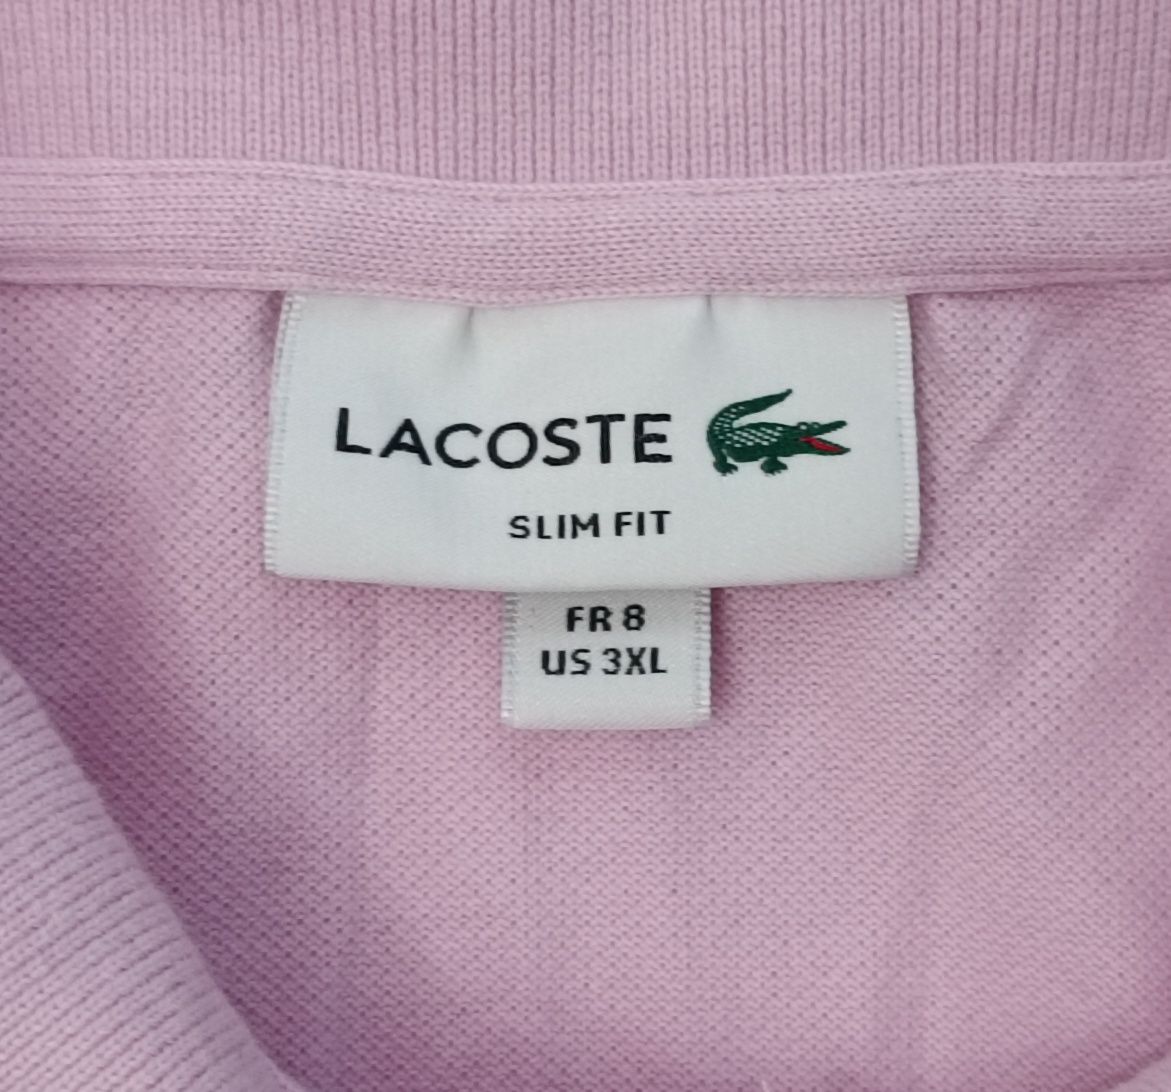 LACOSTE
SLIM FIT
FR 8
US 3XL